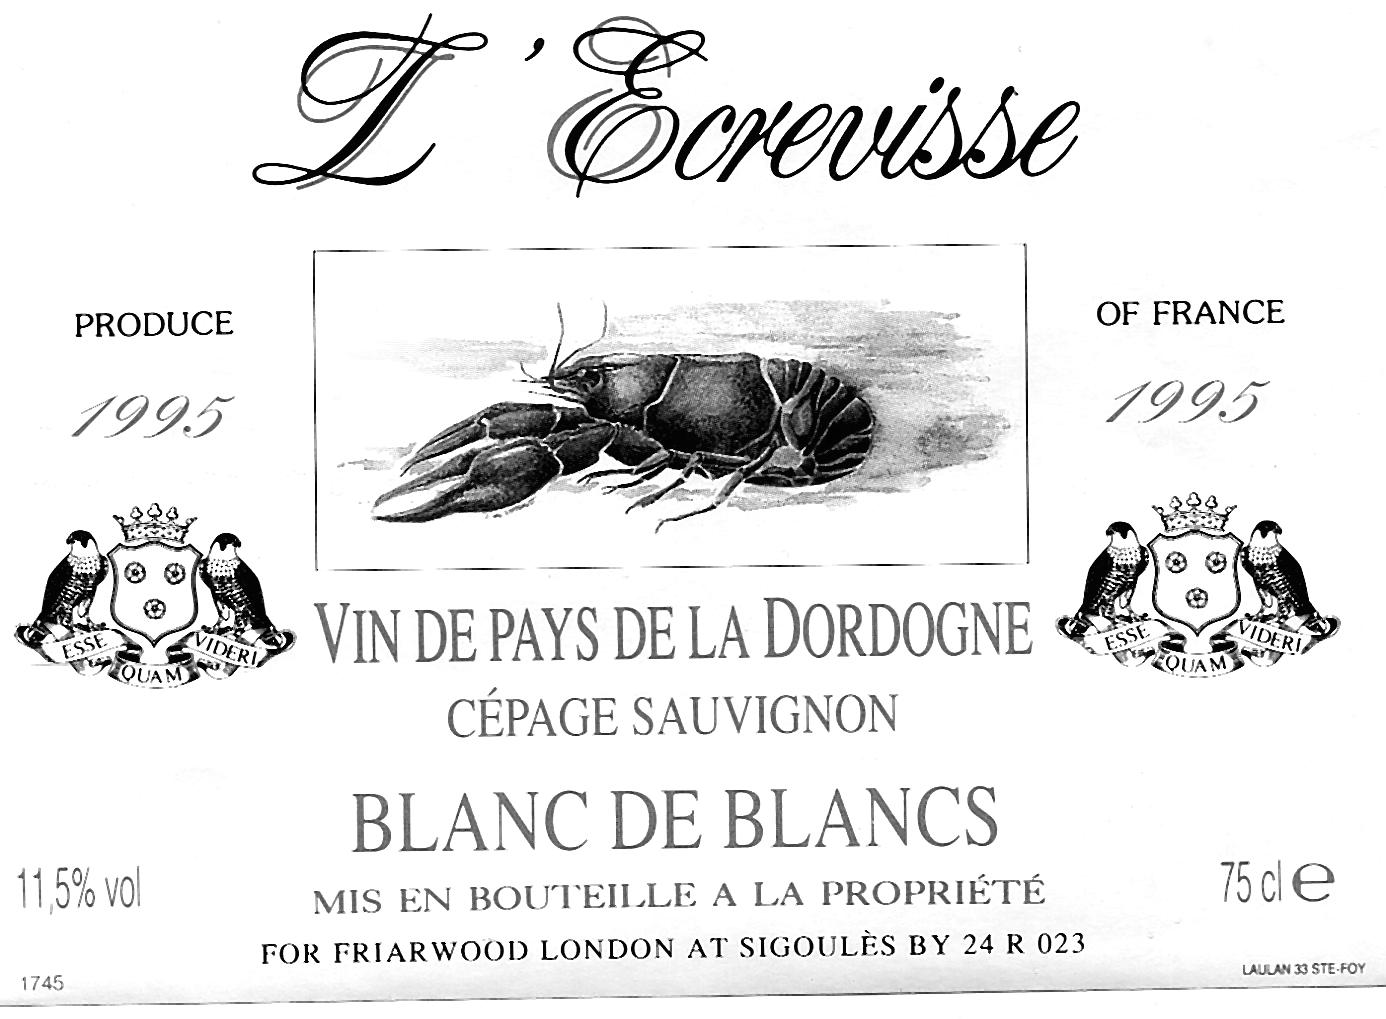 L'Ecrevisse
PRODUCE
OF FRANCE
1995
1995
ESSE QUAM VIDERI
ESSE QUAM VIDERI
VIN DE PAYS DE LA DORDOGNE
CÉPAGE SAUVIGNON
BLANC DE BLANCS
11,5% vol
MIS EN BOUTEILLE A LA PROPRIÉTÉ
75 cl e
FOR FRIARWOOD LONDON AT SIGOULÈS BY 24 R 023
1745
LAULAN 33 STE-FOY